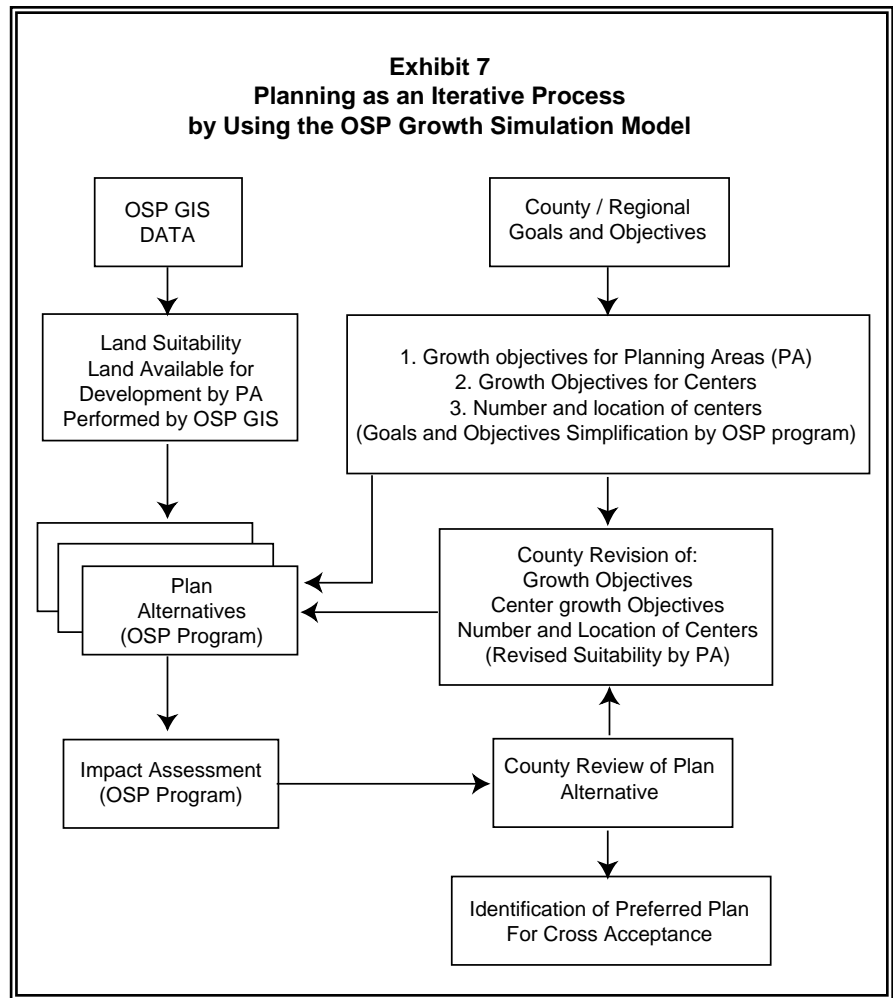 Exhibit 7
Planning as an Iterative Process
by Using the OSP Growth Simulation Model
OSP GIS
DATA
County / Regional
Goals and Objectives
Land Suitability
Land Available for
Development by PA
Performed by OSP GIS
1. Growth objectives for Planning Areas (PA)
2. Growth Objectives for Centers
3. Number and location of centers
(Goals and Objectives Simplification by OSP program)
Plan
Alternatives
(OSP Program)
County Revision of:
Growth Objectives
Center growth Objectives
Number and Location of Centers
(Revised Suitability by PA)
Impact Assessment
(OSP Program)
County Review of Plan
Alternative
Identification of Preferred Plan
For Cross Acceptance